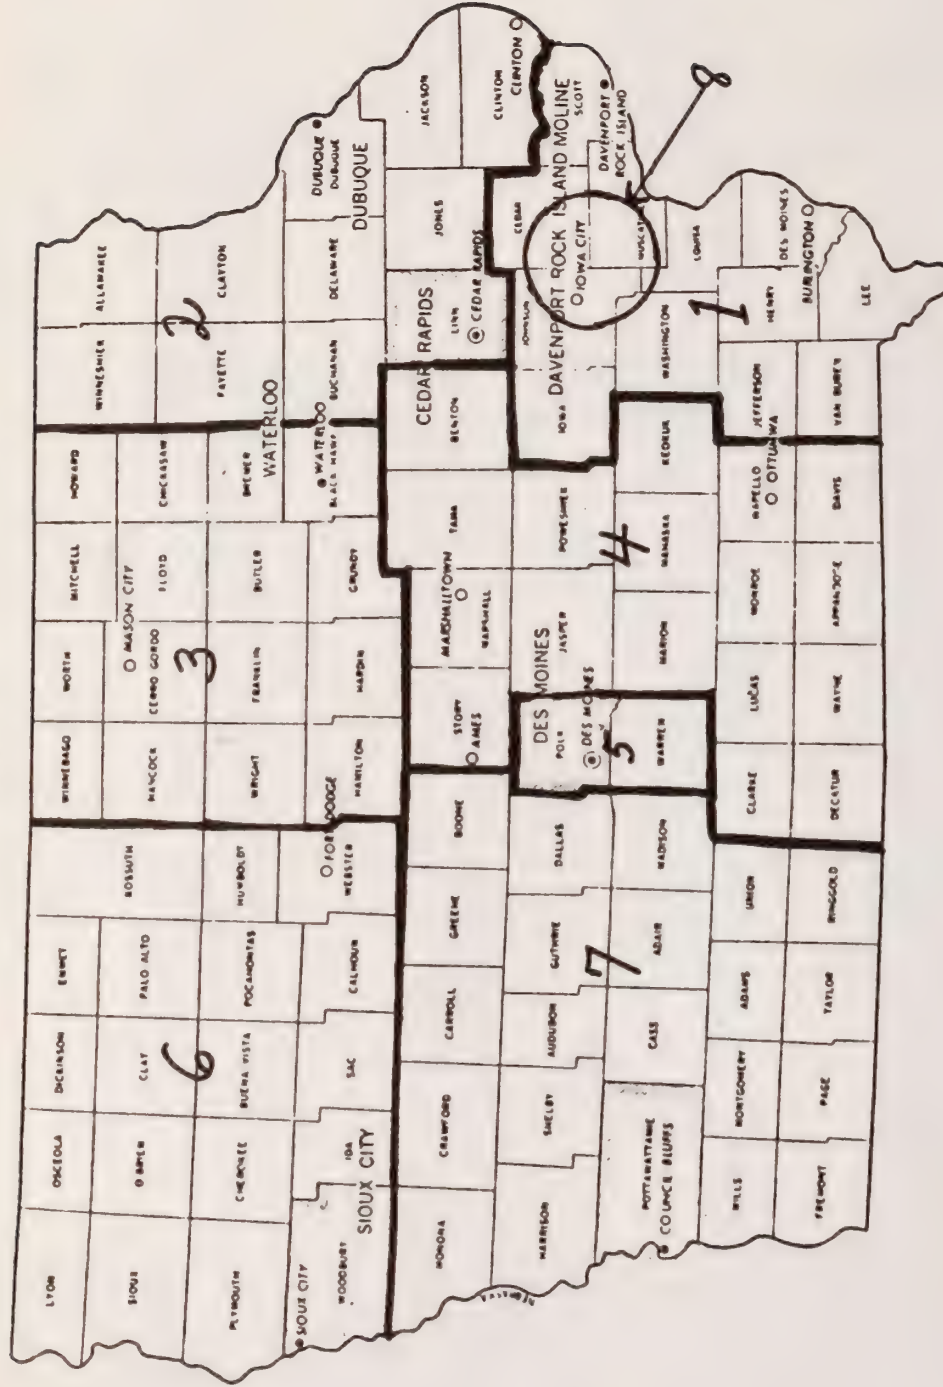 LYON
OSCEOLA
DICKINSON
EMMET
KOSSUTH
WINNEBAGO
WORTH
MITCHELL
HOWARD
WINNESHIEK
ALLAMAKEE
SIOUX
O BRIEN
CLAY
PALO ALTO
HANCOCK
CERRO GORDO
MASON CITY
FLOYD
CHICKASAW
FAYETTE
CLAYTON
2
3
6
PLYMOUTH
CHEROKEE
BUENA VISTA
POCAHONTAS
HUMBOLDT
WRIGHT
FRANKLIN
BUTLER
BREMER
WATERLOO
SIOUX CITY
WOODBURY
IDA
SIOUX CITY
SAC
CALHOUN
FORT DODGE
WEBSTER
HAMILTON
HARDIN
GRUNDY
WATERLOO
BLACK HAWK
BUCHANAN
DELAWARE
DUBUQUE
DUBUQUE
DUBUQUE
MONONA
CRAWFORD
CARROLL
GREENE
BOONE
STORY
AMES
MARSHALLTOWN
MARSHALL
TAMA
BENTON
CEDAR RAPIDS
LINN
CEDAR RAPIDS
JONES
JACKSON
CLINTON
CLINTON
NEBRASKA
HARRISON
SHELBY
AUDUBON
GUTHRIE
DALLAS
DES MOINES
POLK
DES MOINES
JASPER
POWESHIEK
IOWA
JOHNSON
IOWA CITY
CEDAR
DAVENPORT ROCK ISLAND MOLINE
SCOTT
DAVENPORT
ROCK ISLAND
MUSCATINE
8
7
5
4
1
POTTAWATTAMIE
COUNCIL BLUFFS
CASS
ADAIR
MADISON
WARREN
MARION
MAHASKA
KEOKUK
WASHINGTON
LOUISA
MILLS
MONTGOMERY
ADAMS
UNION
CLARKE
LUCAS
MONROE
WAPELLO
OTTUMWA
JEFFERSON
HENRY
DES MOINES
BURLINGTON
FREMONT
PAGE
TAYLOR
RINGGOLD
DECATUR
WAYNE
APPANOOSE
DAVIS
VAN BUREN
LEE